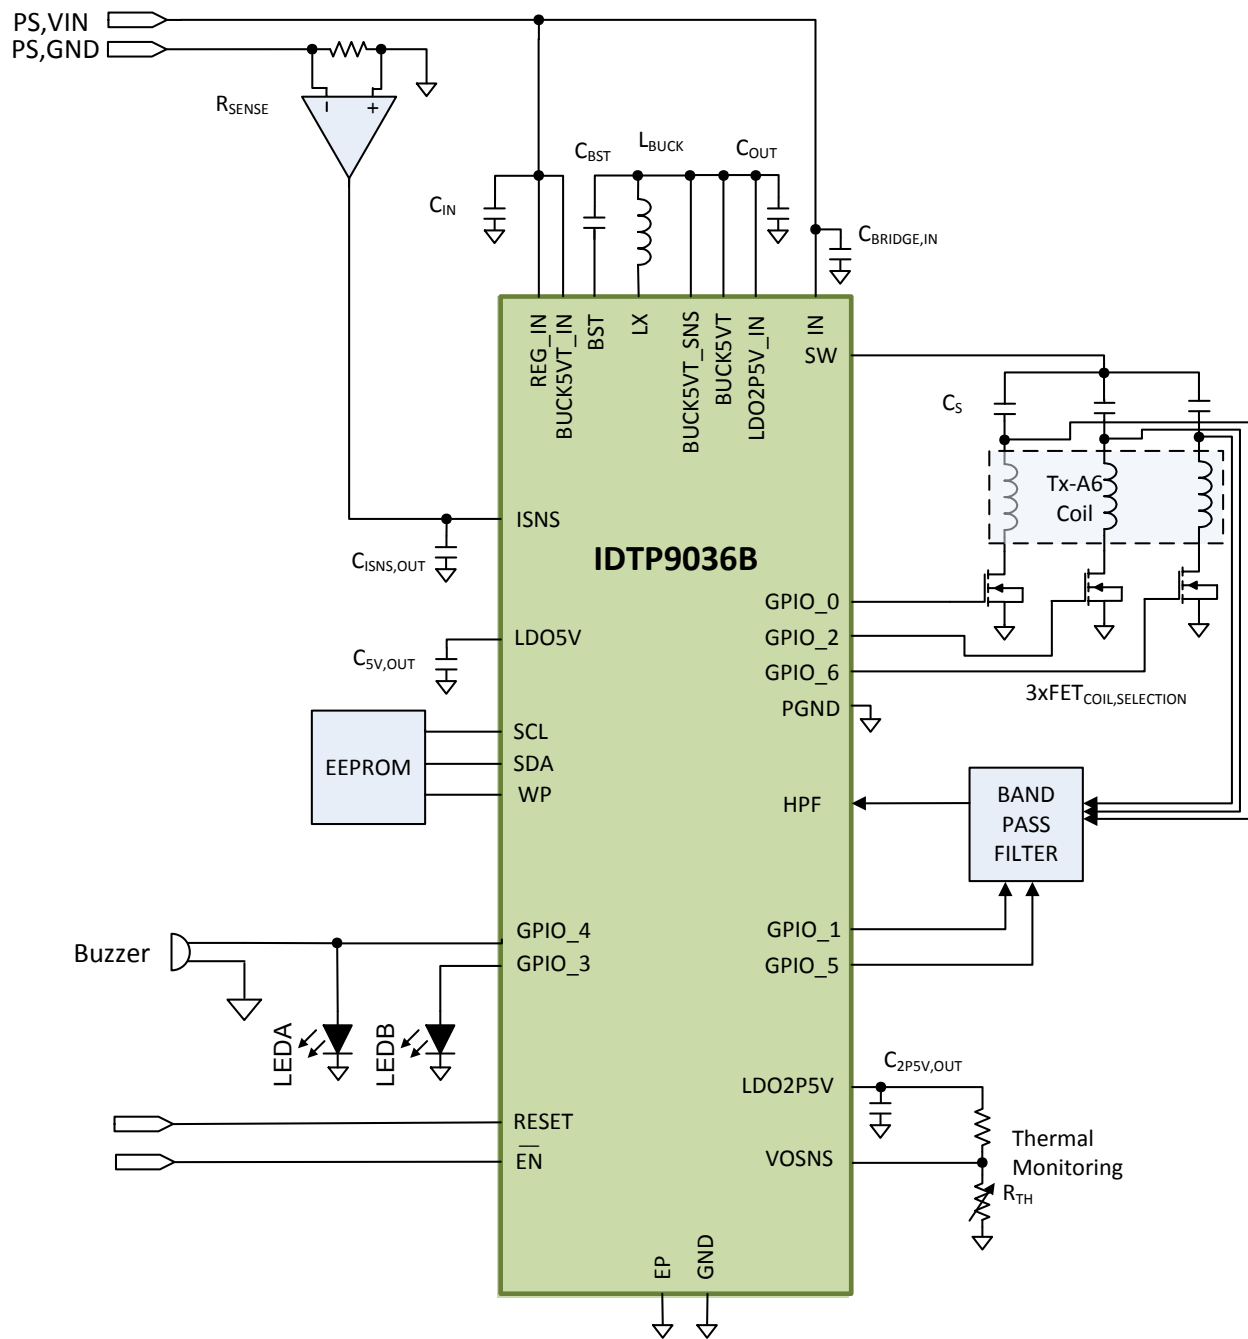 PS,VIN
PS,GND
RSENSE
CIN
CBST
LBUCK
COUT
CBRIDGE,IN
REG_IN
BUCK5VT_IN
BST
LX
BUCK5VT_SNS
BUCK5VT
LDO2P5V_IN
IN
SW
CS
Tx-A6
Coil
ISNS
CISNS,OUT
IDTP9036B
GPIO_0
GPIO_2
GPIO_6
3xFETCOIL,SELECTION
PGND
LDO5V
C5V,OUT
EEPROM
SCL
SDA
WP
HPF
BAND
PASS
FILTER
Buzzer
GPIO_4
GPIO_3
GPIO_1
GPIO_5
LEDA
LEDB
C2P5V,OUT
LDO2P5V
RESET
EN
VOSNS
Thermal
Monitoring
RTH
EP
GND